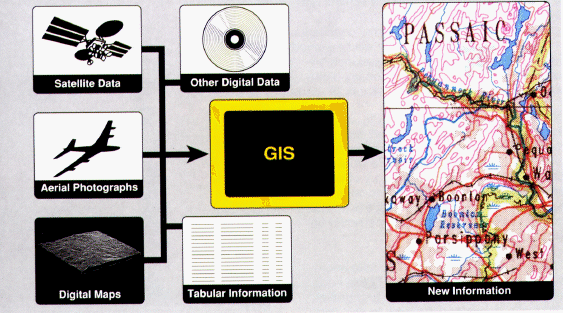 Satellite Data
Other Digital Data
Aerial Photographs
GIS
Digital Maps
Tabular Information
New Information
PASSAIC
Boonton
Parsippany
West